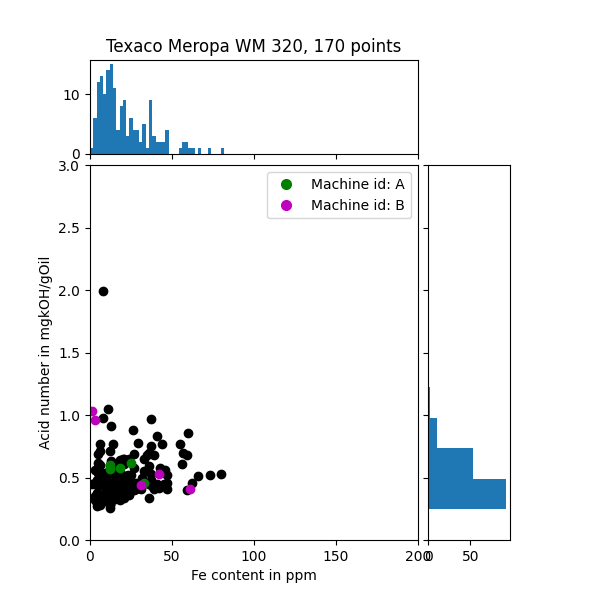 Texaco Meropa WM 320, 170 points
10
0
3.0
2.5
2.0
1.5
1.0
0.5
0.0
Acid number in mgkOH/gOil
Machine id: A
Machine id: B
0 50 100 150 200
0 50
Fe content in ppm